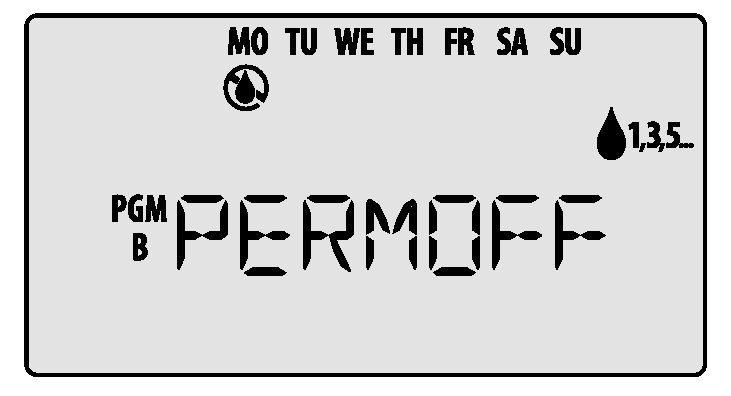 MO TU WE TH FR SA SU
1,3,5...
PGM
B
PERMOFF